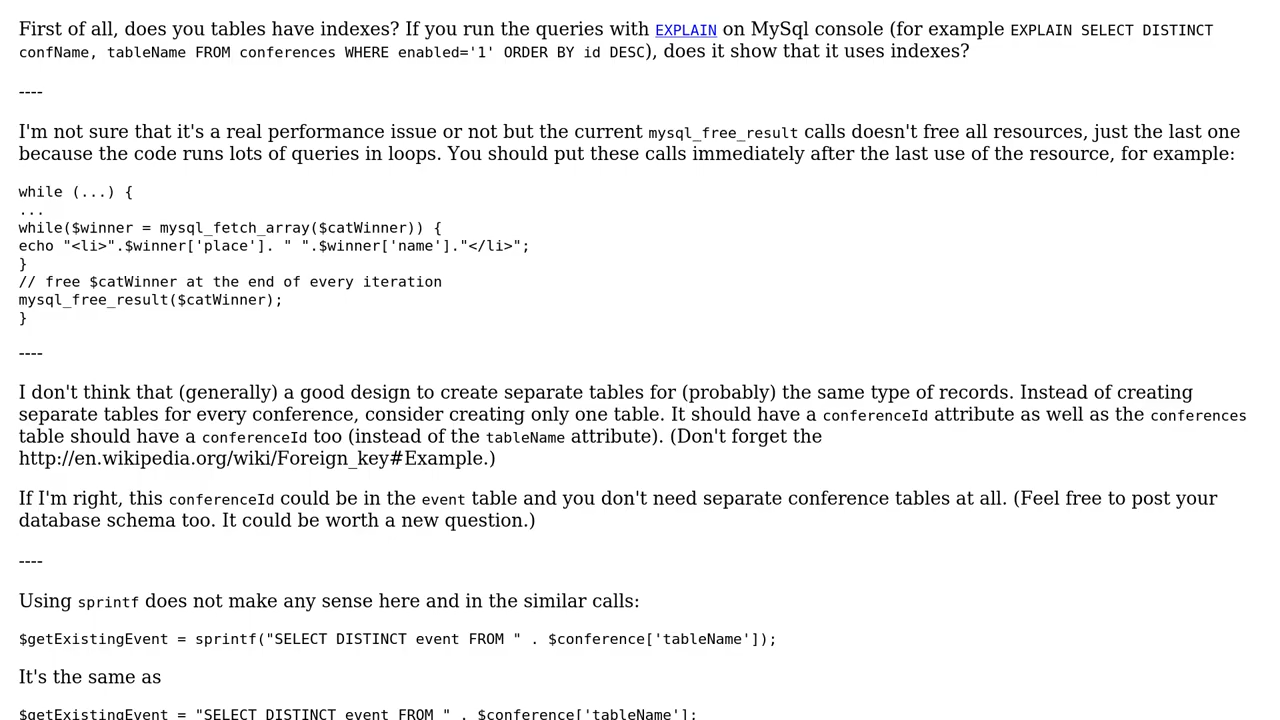 First of all, does you tables have indexes? If you run the queries with EXPLAIN on MySql console (for example EXPLAIN SELECT DISTINCT
confName, tableName FROM conferences WHERE enabled='1' ORDER BY id DESC), does it show that it uses indexes?
----
I'm not sure that it's a real performance issue or not but the current mysql_free_result calls doesn't free all resources, just the last one
because the code runs lots of queries in loops. You should put these calls immediately after the last use of the resource, for example:
while (...) {
...
while($winner = mysql_fetch_array($catWinner)) {
echo "<li>".$winner['place']. " ".$winner['name']."</li>";
}
// free $catWinner at the end of every iteration
mysql_free_result($catWinner);
}
----
I don't think that (generally) a good design to create separate tables for (probably) the same type of records. Instead of creating
separate tables for every conference, consider creating only one table. It should have a conferenceId attribute as well as the conferences
table should have a conferenceId too (instead of the tableName attribute). (Don't forget the
http://en.wikipedia.org/wiki/Foreign_key#Example.)
If I'm right, this conferenceId could be in the event table and you don't need separate conference tables at all. (Feel free to post your
database schema too. It could be worth a new question.)
----
Using sprintf does not make any sense here and in the similar calls:
$getExistingEvent = sprintf("SELECT DISTINCT event FROM " . $conference['tableName']);
It's the same as
$getExistingEvent = "SELECT DISTINCT event FROM " . $conference['tableName'];